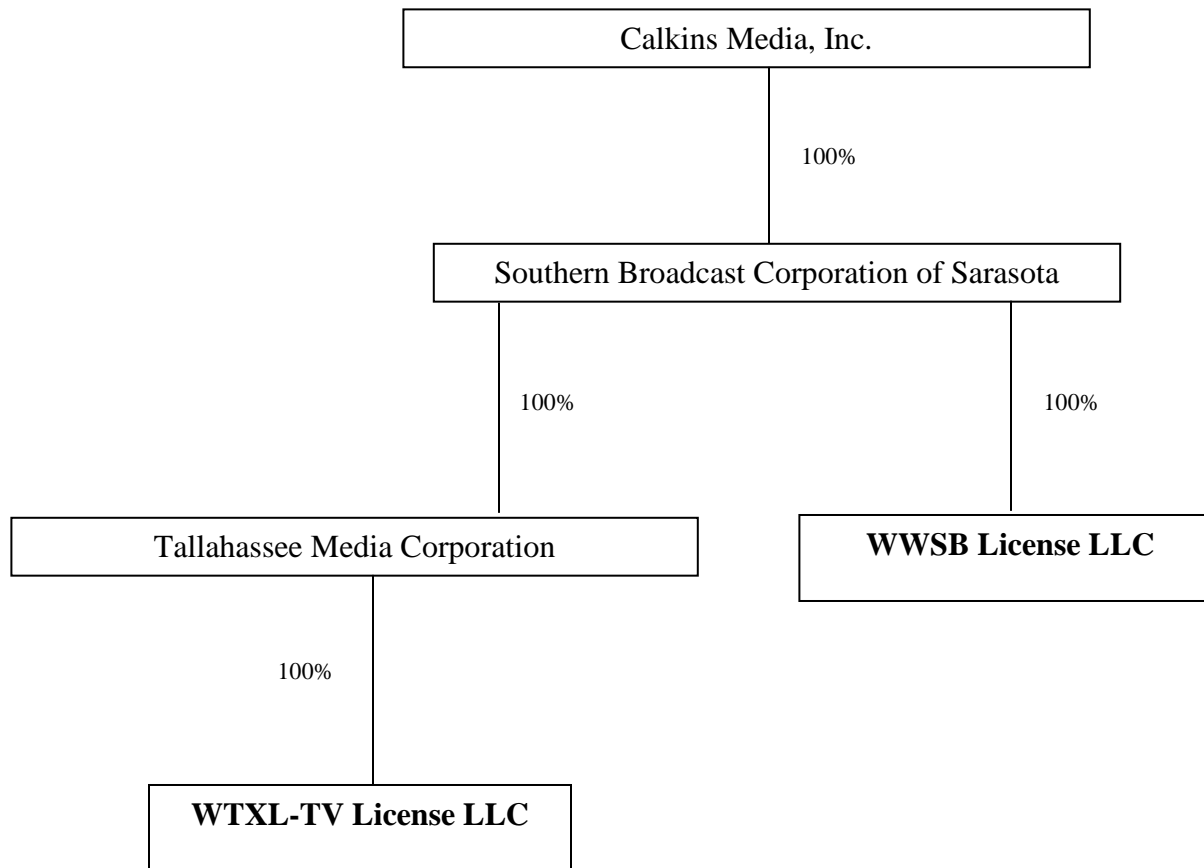 Calkins Media, Inc.
100%
Southern Broadcast Corporation of Sarasota
100%
100%
Tallahassee Media Corporation
WWSB License LLC
100%
WTXL-TV License LLC